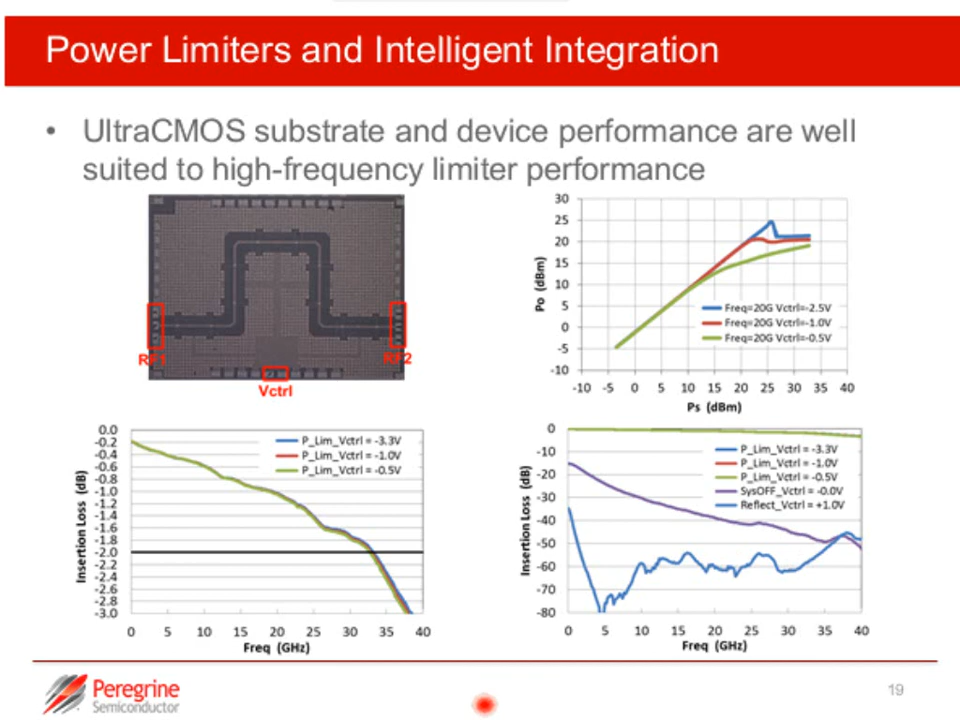 Power Limiters and Intelligent Integration
• UltraCMOS substrate and device performance are well
suited to high-frequency limiter performance
RF1
RF2
Vctrl
30
25
20
15
10
5
0
-5
-10
Po (dBm)
Freq=20G Vctrl=-2.5V
Freq=20G Vctrl=-1.0V
Freq=20G Vctrl=-0.5V
-10 -5 0 5 10 15 20 25 30 35 40
Ps (dBm)
0.0
-0.2
-0.4
-0.6
-0.8
-1.0
-1.2
-1.4
-1.6
-1.8
-2.0
-2.2
-2.4
-2.6
-2.8
-3.0
Insertion Loss (dB)
P_Lim_Vctrl = -3.3V
P_Lim_Vctrl = -1.0V
P_Lim_Vctrl = -0.5V
0 5 10 15 20 25 30 35 40
Freq (GHz)
0
-10
-20
-30
-40
-50
-60
-70
-80
Insertion Loss (dB)
P_Lim_Vctrl = -3.3V
P_Lim_Vctrl = -1.0V
P_Lim_Vctrl = -0.5V
SysOFF_Vctrl = -0.0V
Reflect_Vctrl = +1.0V
0 5 10 15 20 25 30 35 40
Freq (GHz)
Peregrine
Semiconductor
19